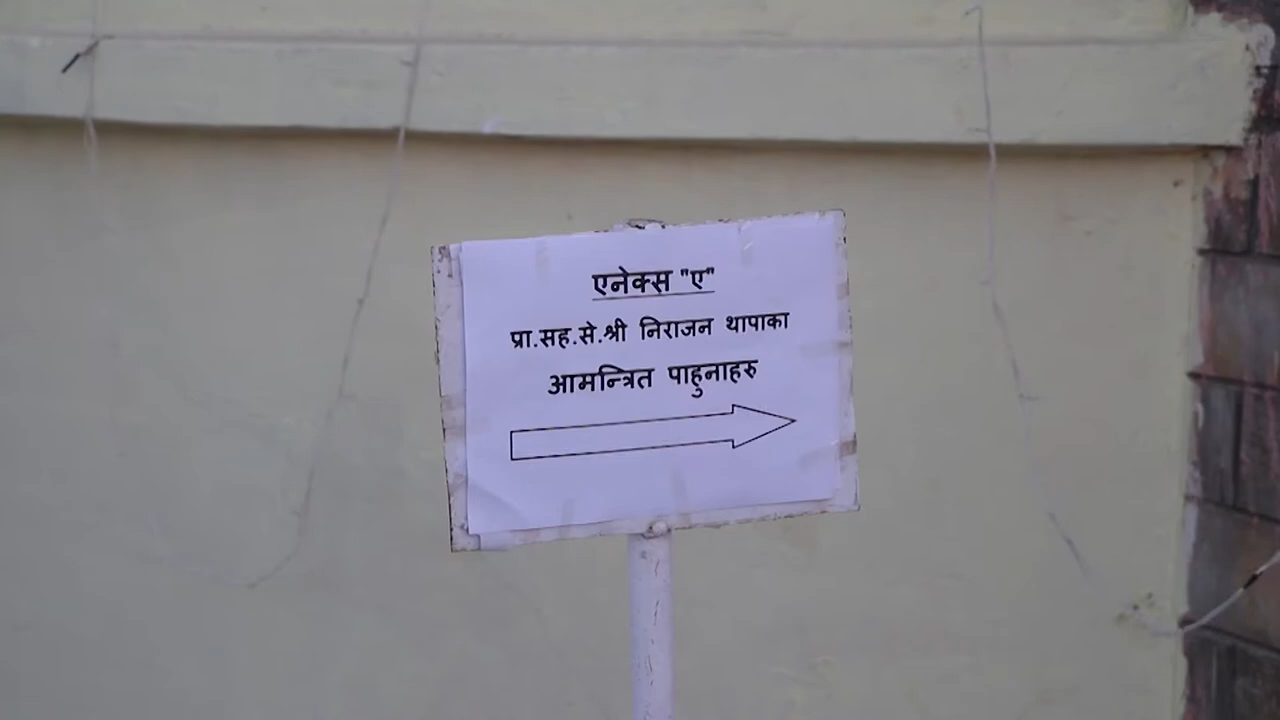 एनेक्स "ए"
प्रा.सह.से.श्री निराजन थापाका
आमन्त्रित पाहुनाहरु